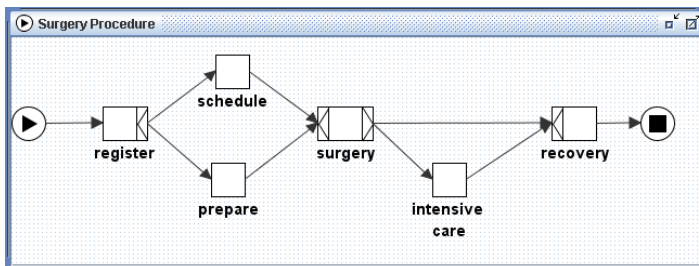 Surgery Procedure
schedule
register
surgery
recovery
prepare
intensive
care